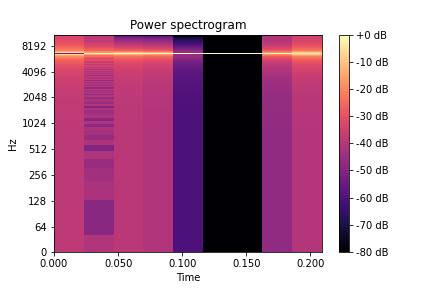 Power spectrogram
8192
4096
2048
1024
512
256
128
64
0
Hz
0.000 0.050 0.100 0.150 0.200
Time
+0 dB
-10 dB
-20 dB
-30 dB
-40 dB
-50 dB
-60 dB
-70 dB
-80 dB